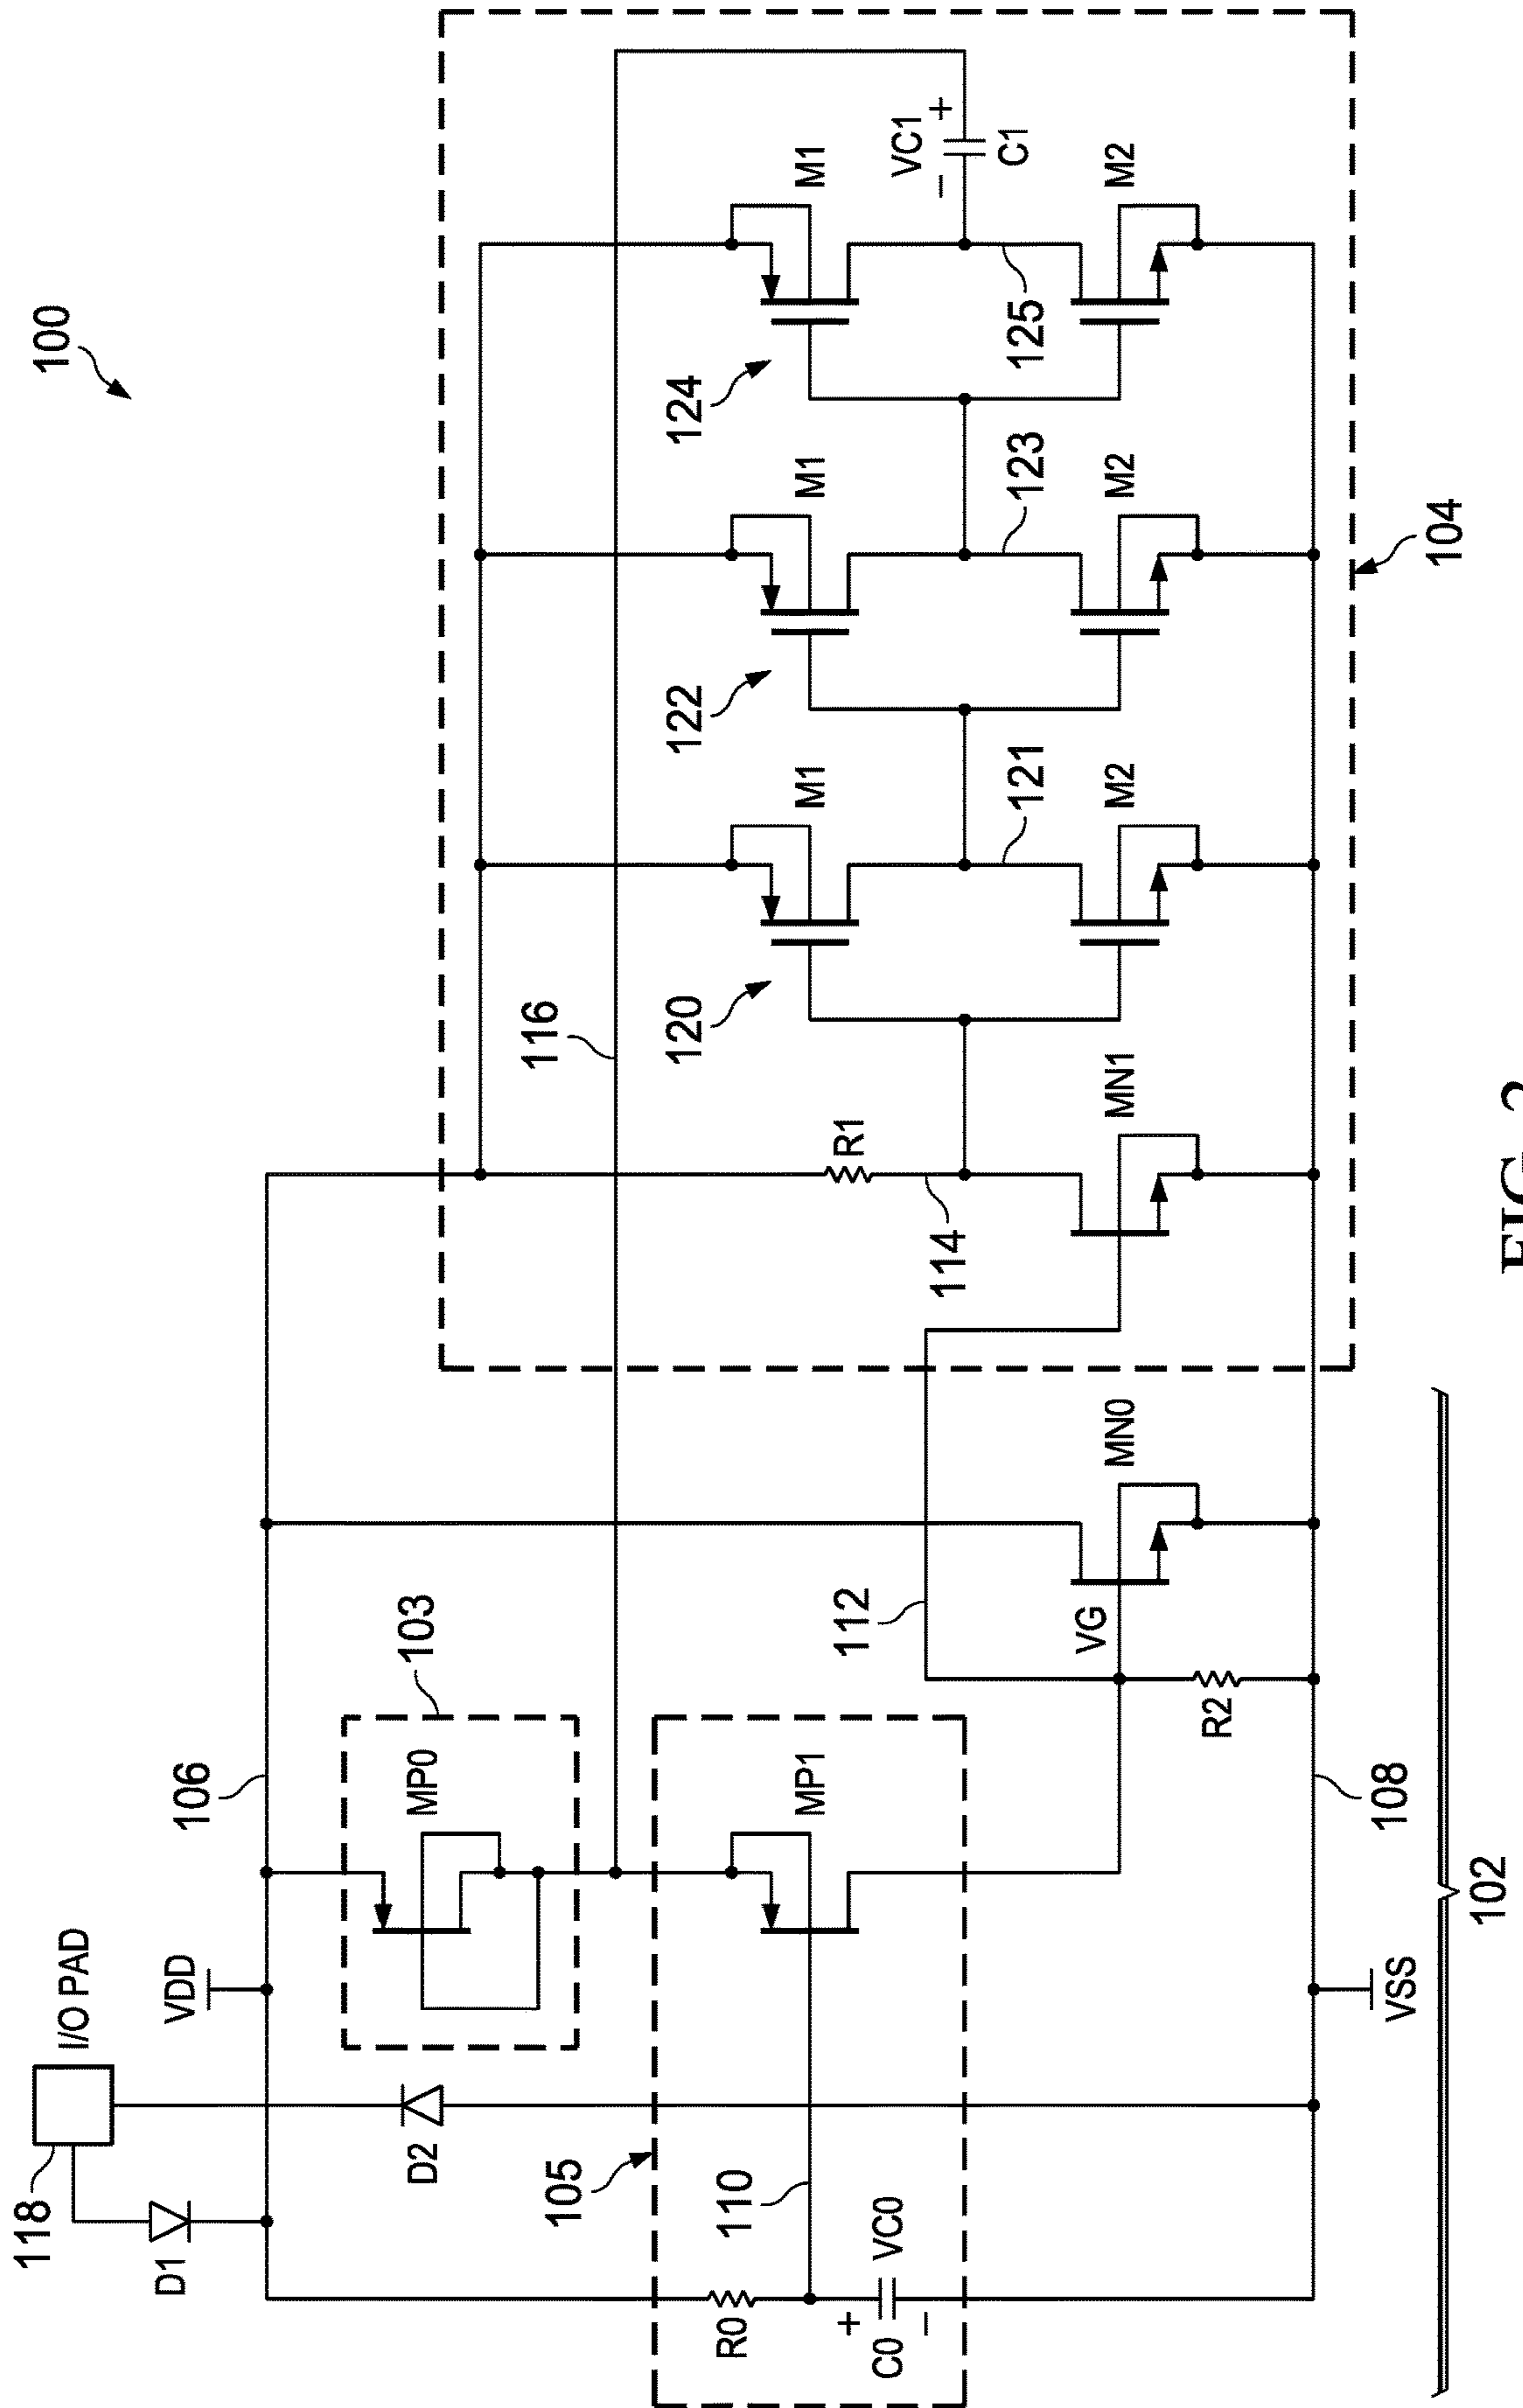 100
118
I/O PAD
D1
VDD
106
103
MP0
D2
116
105
R0
110
MP1
C0
VC0
+
−
112
VG
MN0
R2
114
R1
MN1
120
M1
121
M2
122
M1
123
M2
124
M1
125
M2
VC1
−
+
C1
VSS
108
104
102
FIG. 2